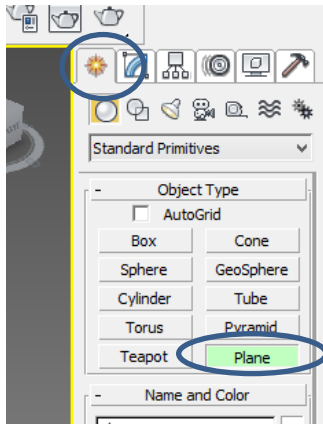 Standard Primitives
- Object Type
AutoGrid
Box Cone
Sphere GeoSphere
Cylinder Tube
Torus Pyramid
Teapot Plane
- Name and Color